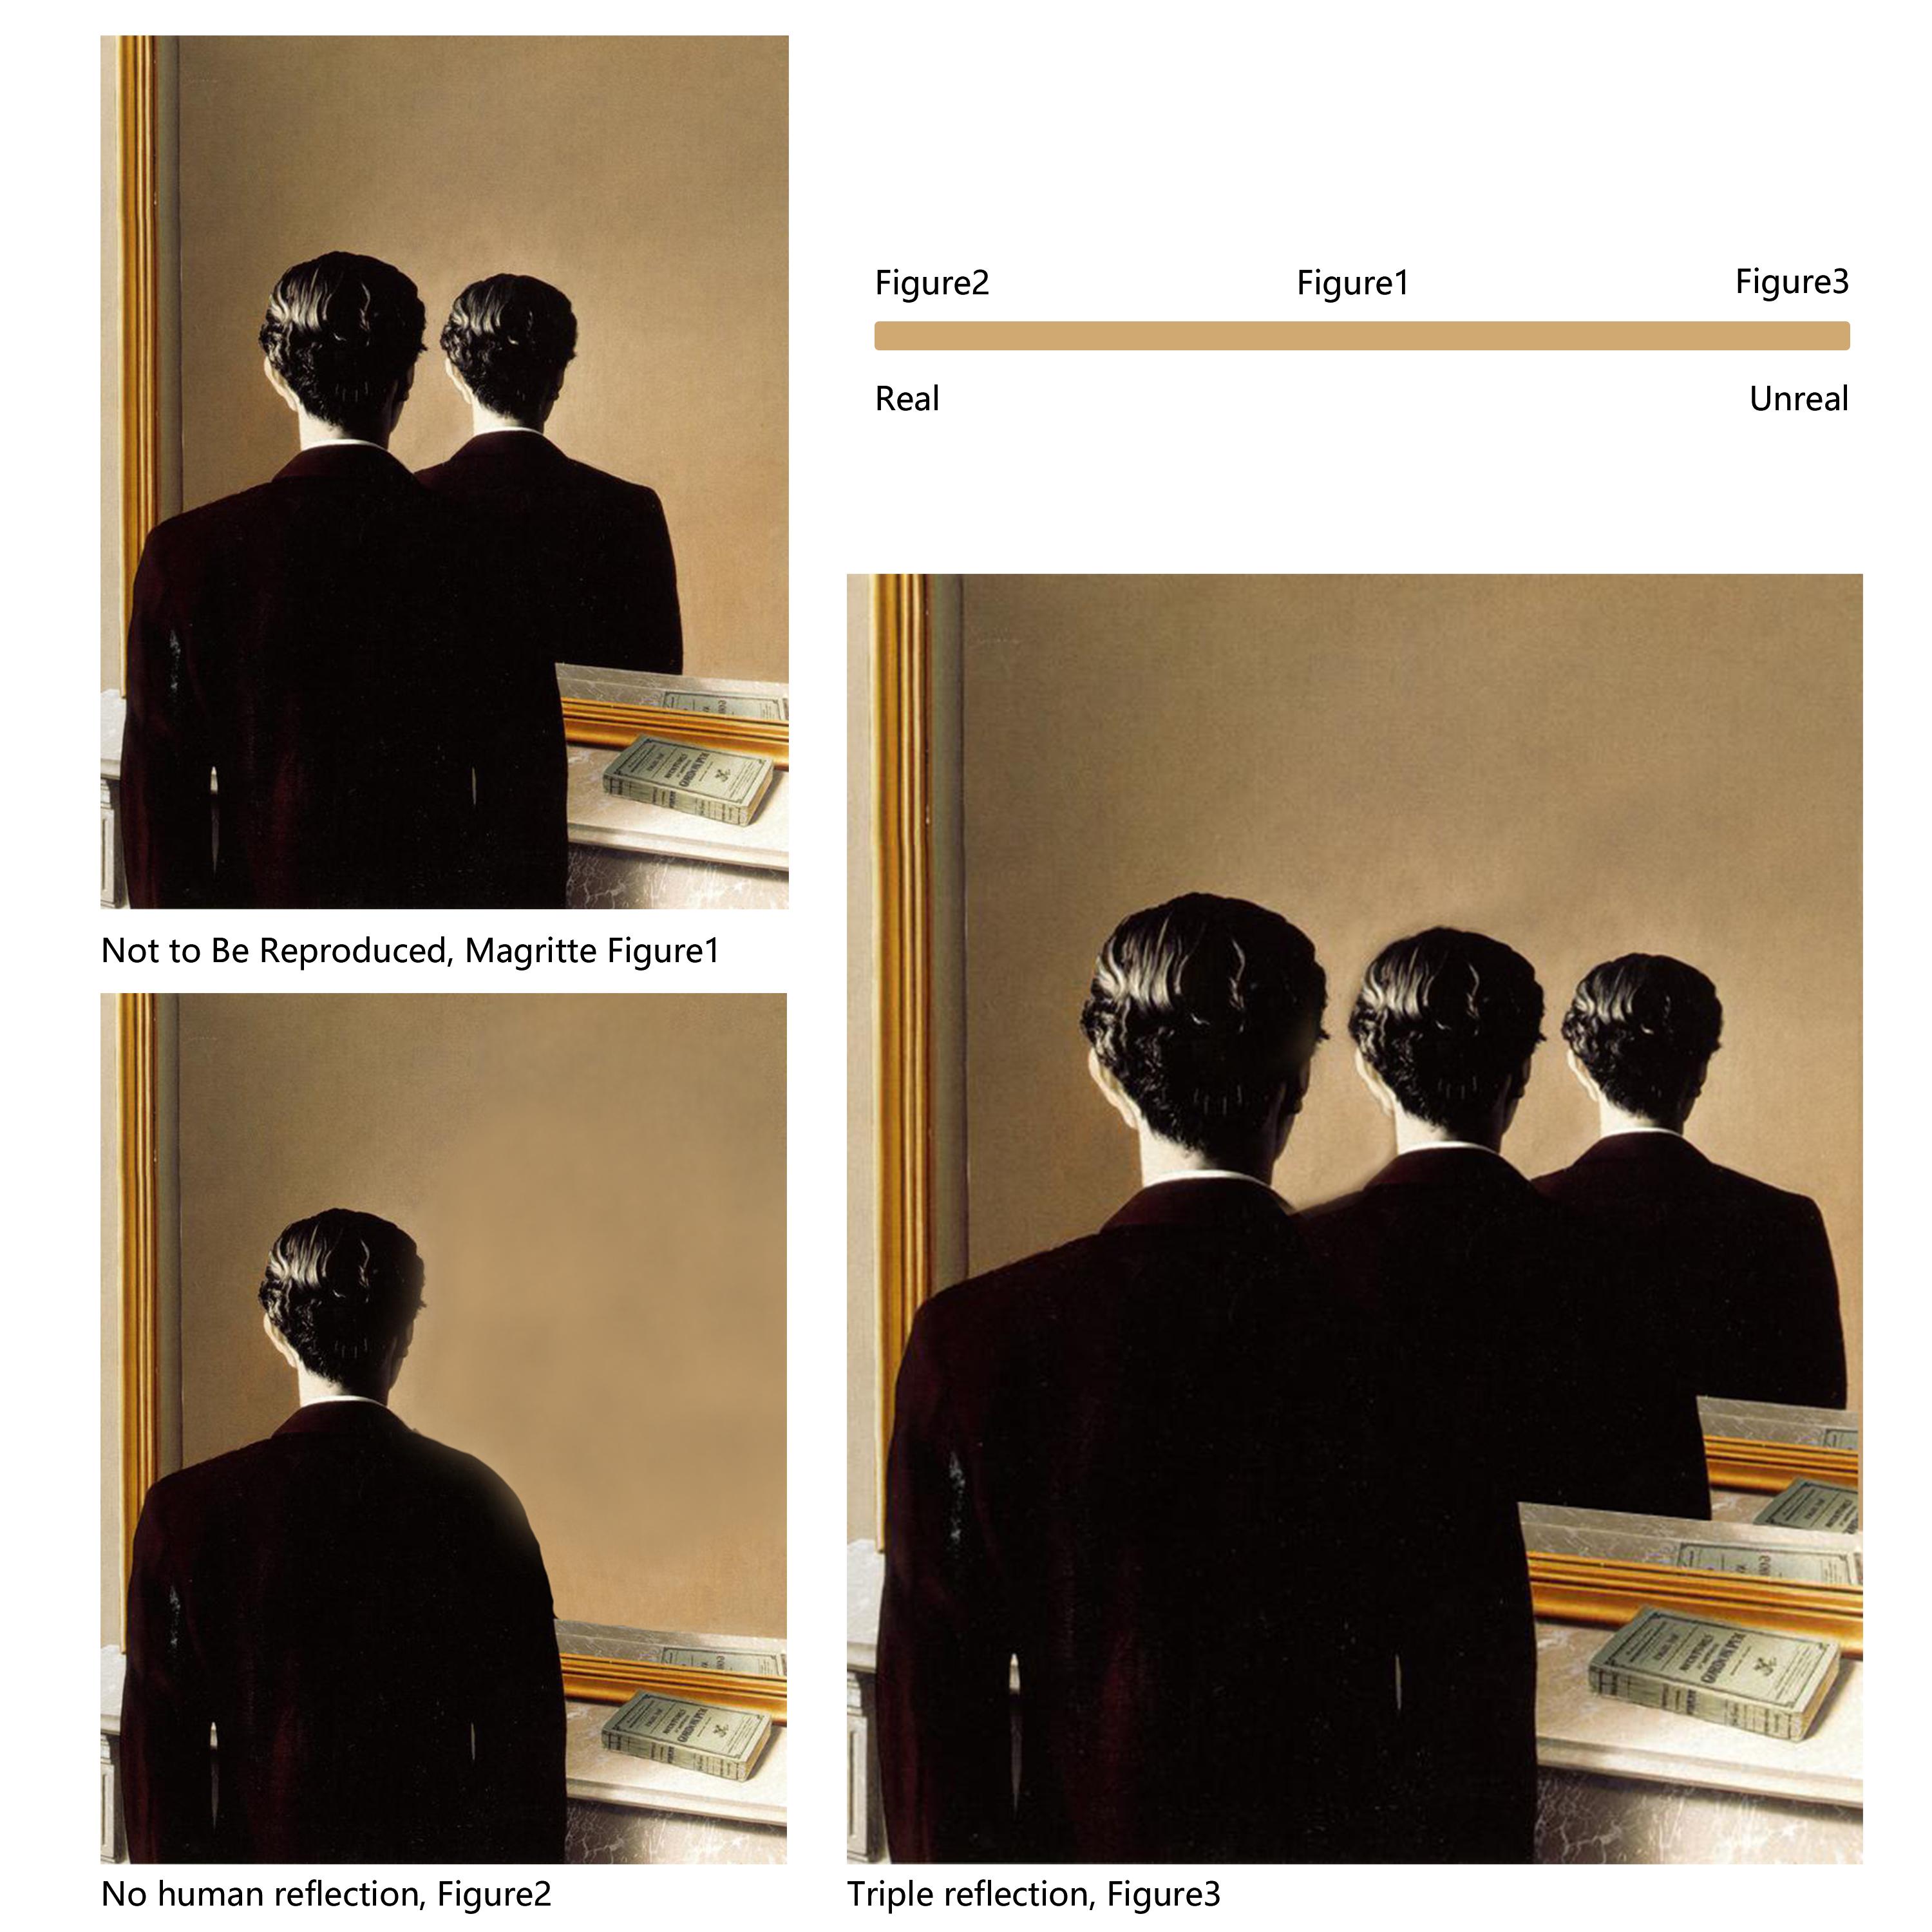 Figure2 Figure1 Figure3
Real Unreal
Not to Be Reproduced, Magritte Figure1
No human reflection, Figure2
Triple reflection, Figure3